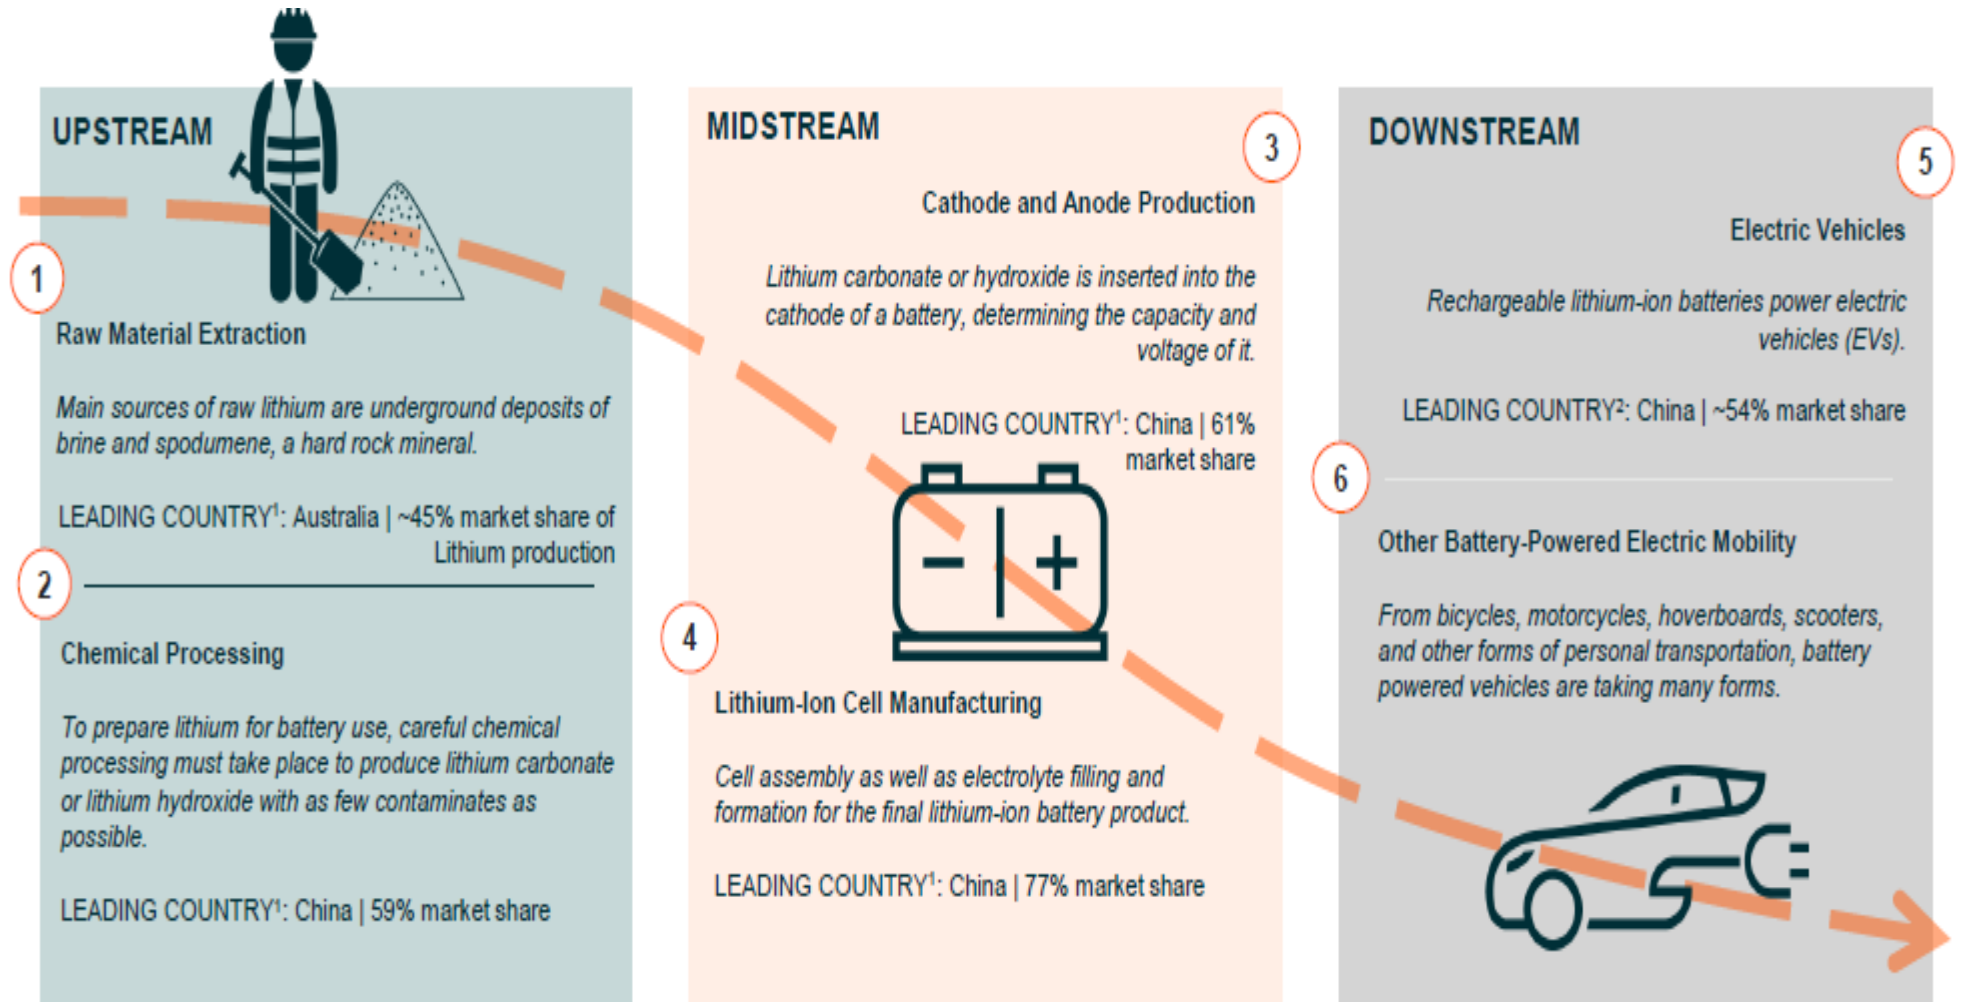 UPSTREAM
1
Raw Material Extraction
Main sources of raw lithium are underground deposits of
brine and spodumene, a hard rock mineral.
LEADING COUNTRY¹: Australia | ~45% market share of
Lithium production
2
Chemical Processing
To prepare lithium for battery use, careful chemical
processing must take place to produce lithium carbonate
or lithium hydroxide with as few contaminates as
possible.
LEADING COUNTRY¹: China | 59% market share
MIDSTREAM
3
Cathode and Anode Production
Lithium carbonate or hydroxide is inserted into the
cathode of a battery, determining the capacity and
voltage of it.
LEADING COUNTRY¹: China | 61%
market share
4
Lithium-Ion Cell Manufacturing
Cell assembly as well as electrolyte filling and
formation for the final lithium-ion battery product.
LEADING COUNTRY¹: China | 77% market share
DOWNSTREAM
5
Electric Vehicles
Rechargeable lithium-ion batteries power electric
vehicles (EVs).
LEADING COUNTRY²: China | ~54% market share
6
Other Battery-Powered Electric Mobility
From bicycles, motorcycles, hoverboards, scooters,
and other forms of personal transportation, battery
powered vehicles are taking many forms.